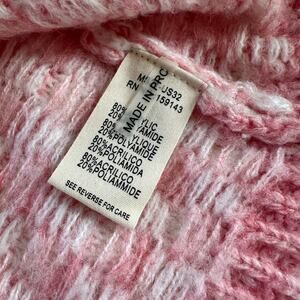 US32
RN 159143
MADE IN PRC
80%
20% POLYAMIDE
80%
20% POLYAMIDE
80% ACRILICO
20% POLIAMIDA
80% ACRILICO
20% POLIAMMIDE
SEE REVERSE FOR CARE